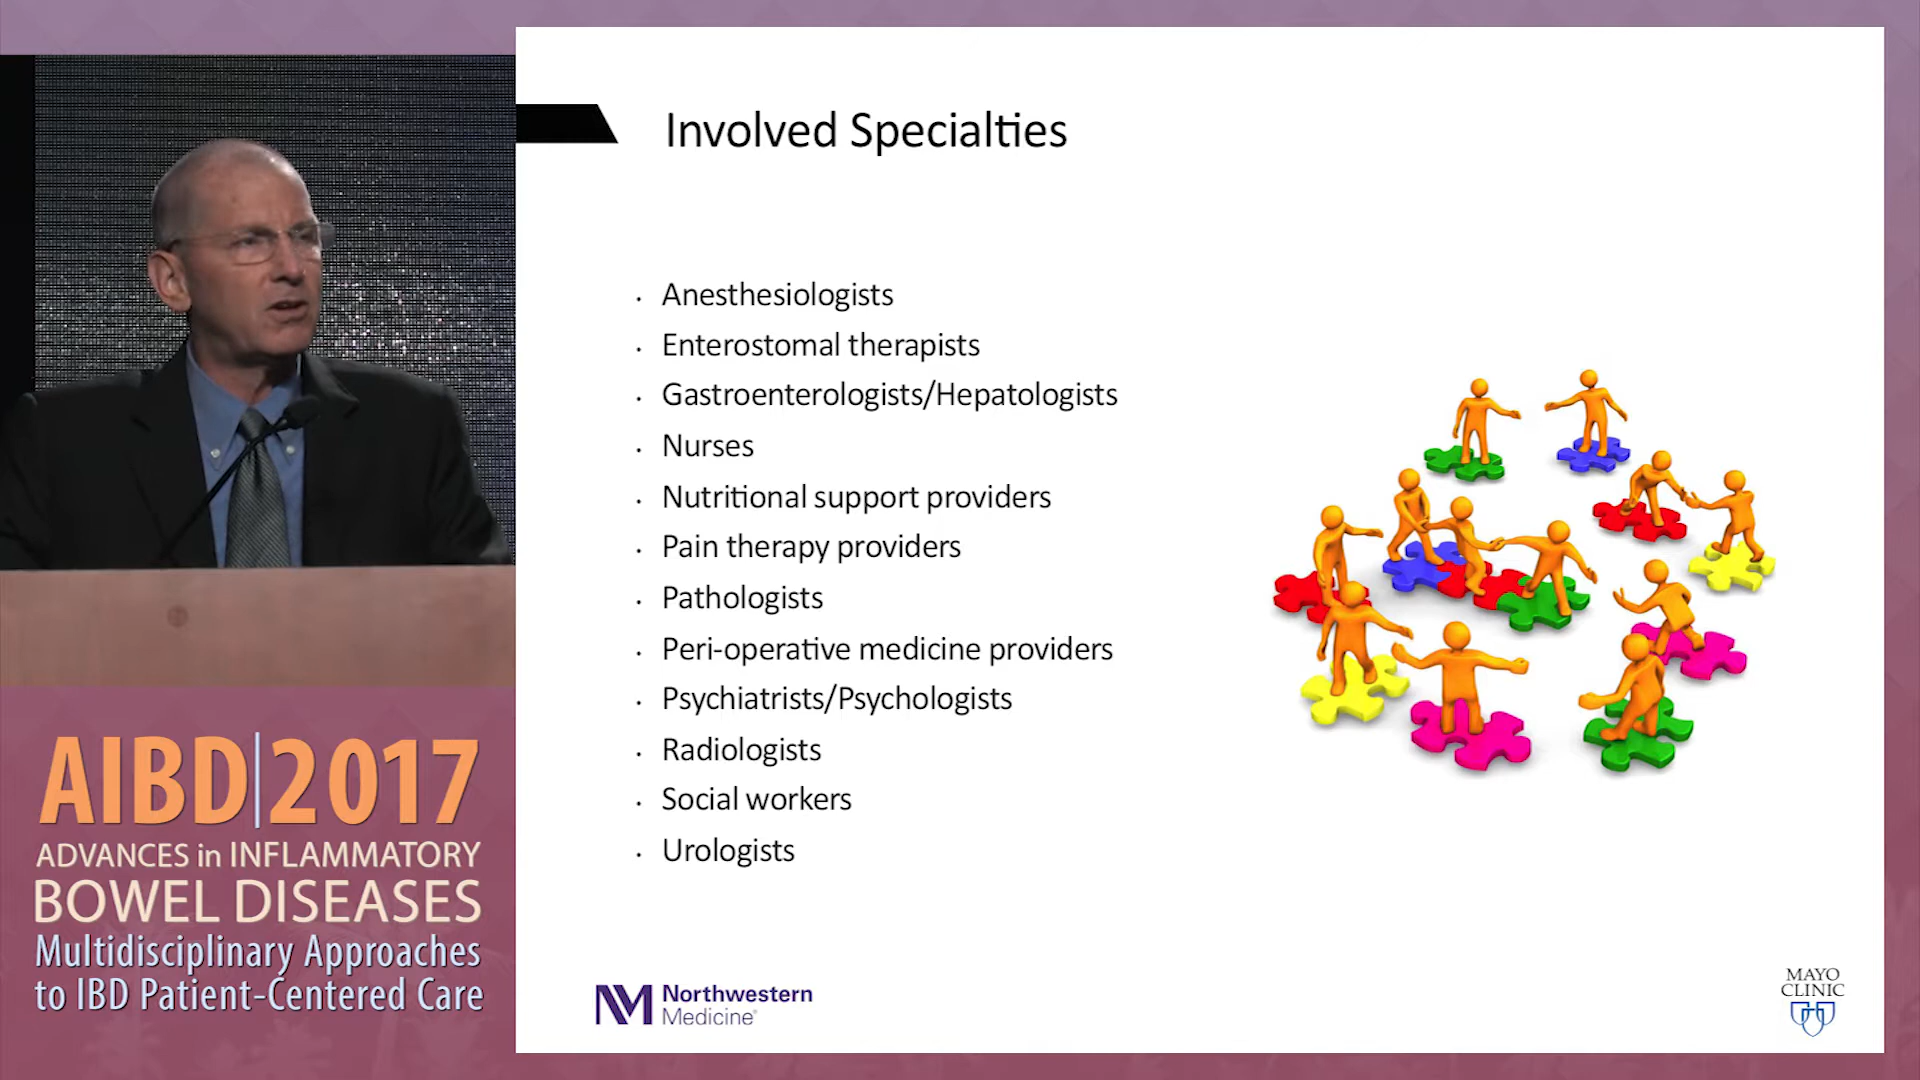 Involved Specialties
• Anesthesiologists
• Enterostomal therapists
• Gastroenterologists/Hepatologists
• Nurses
• Nutritional support providers
• Pain therapy providers
• Pathologists
• Peri-operative medicine providers
• Psychiatrists/Psychologists
• Radiologists
• Social workers
• Urologists
AIBD|2017
ADVANCES in INFLAMMATORY
BOWEL DISEASES
Multidisciplinary Approaches
to IBD Patient-Centered Care
NM Northwestern
Medicine®
MAYO
CLINIC